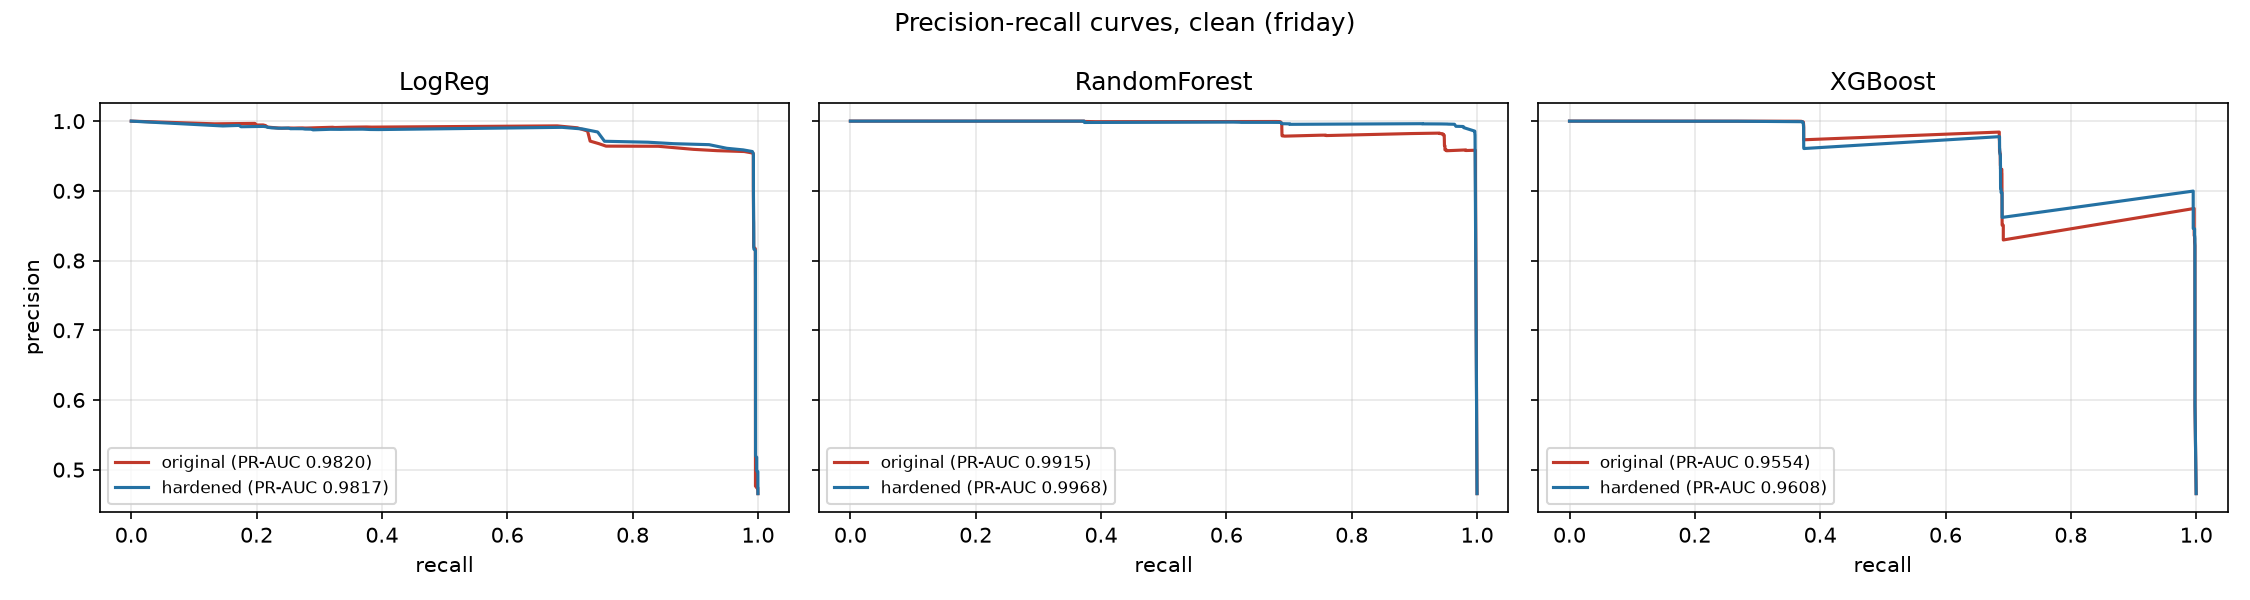 Precision-recall curves, clean (friday)
LogReg
RandomForest
XGBoost
precision
1.0
0.9
0.8
0.7
0.6
0.5
original (PR-AUC 0.9820)
hardened (PR-AUC 0.9817)
0.0 0.2 0.4 0.6 0.8 1.0
recall
original (PR-AUC 0.9915)
hardened (PR-AUC 0.9968)
0.0 0.2 0.4 0.6 0.8 1.0
recall
original (PR-AUC 0.9554)
hardened (PR-AUC 0.9608)
0.0 0.2 0.4 0.6 0.8 1.0
recall